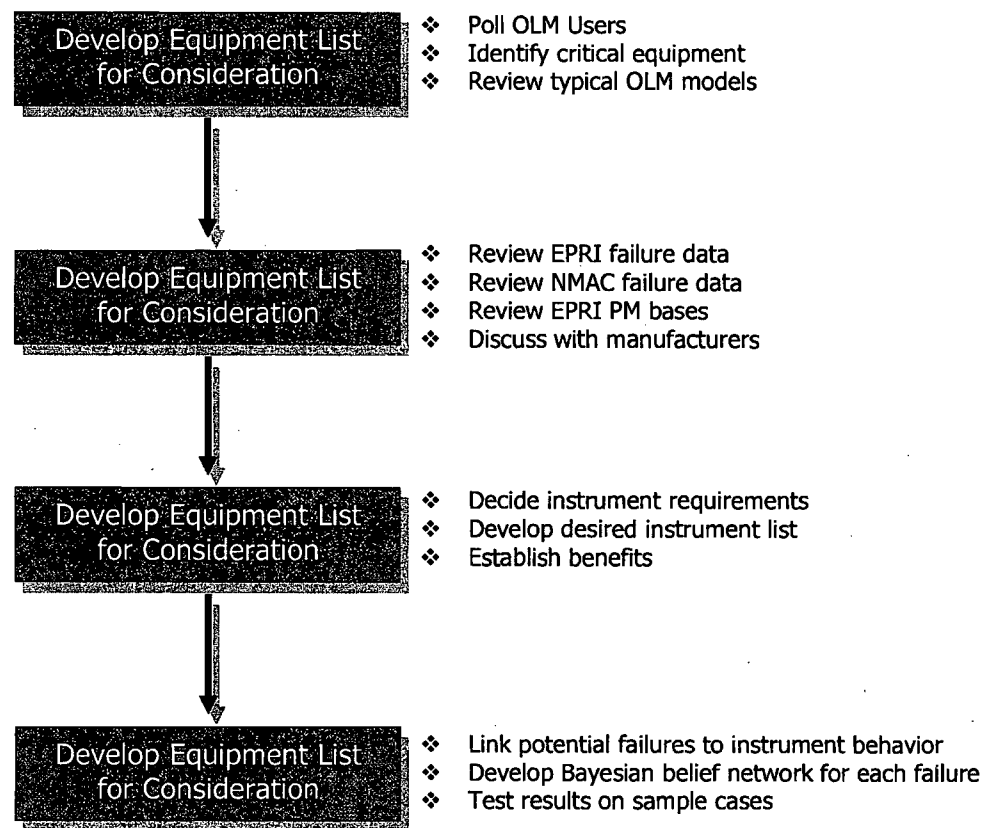 Develop Equipment List
for Consideration
❖ Poll OLM Users
❖ Identify critical equipment
❖ Review typical OLM models
Develop Equipment List
for Consideration
❖ Review EPRI failure data
❖ Review NMAC failure data
❖ Review EPRI PM bases
❖ Discuss with manufacturers
Develop Equipment List
for Consideration
❖ Decide instrument requirements
❖ Develop desired instrument list
❖ Establish benefits
Develop Equipment List
for Consideration
❖ Link potential failures to instrument behavior
❖ Develop Bayesian belief network for each failure
❖ Test results on sample cases